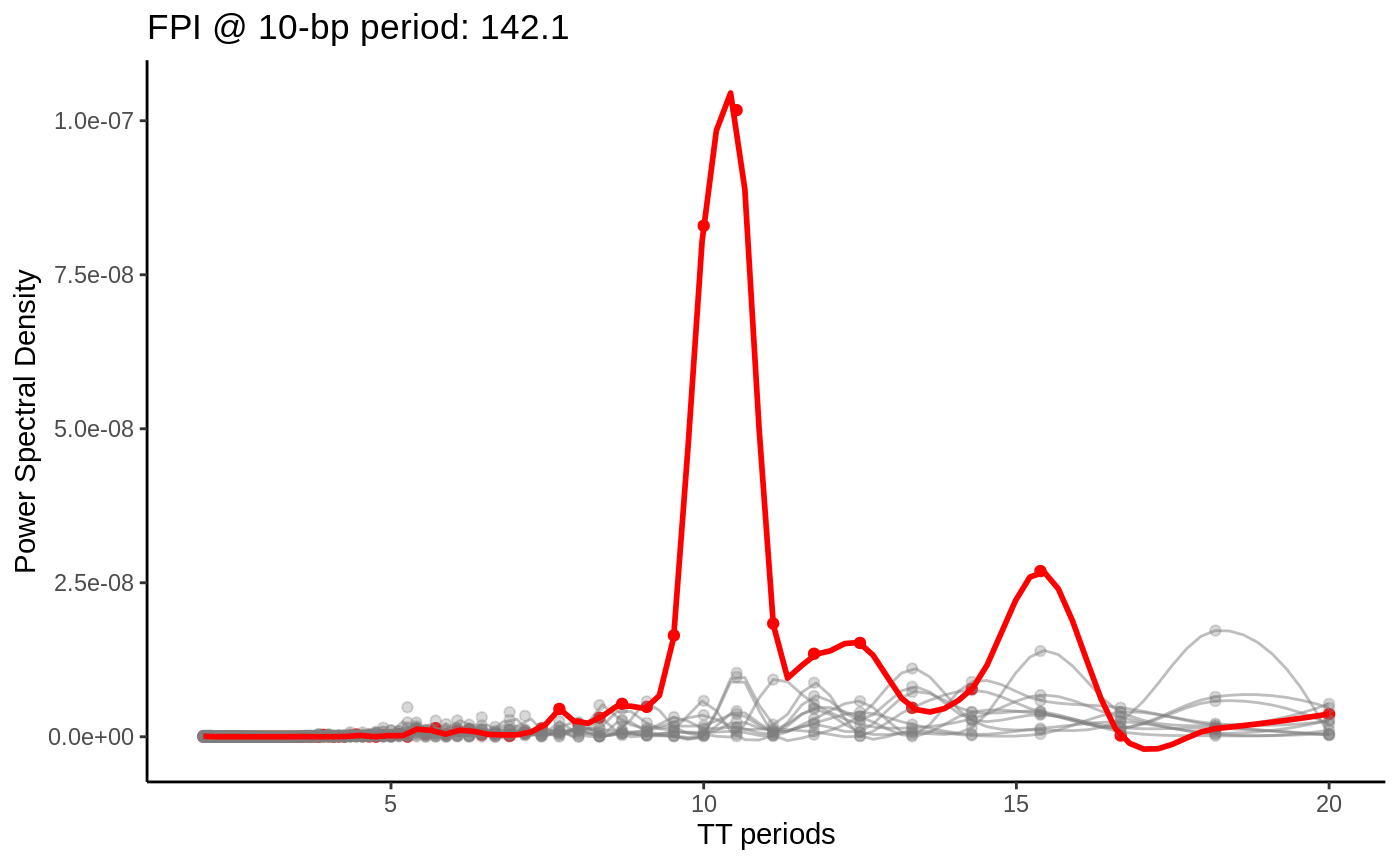 FPI @ 10-bp period: 142.1
Power Spectral Density
1.0e-07
7.5e-08
5.0e-08
2.5e-08
0.0e+00
5
10
15
20
TT periods